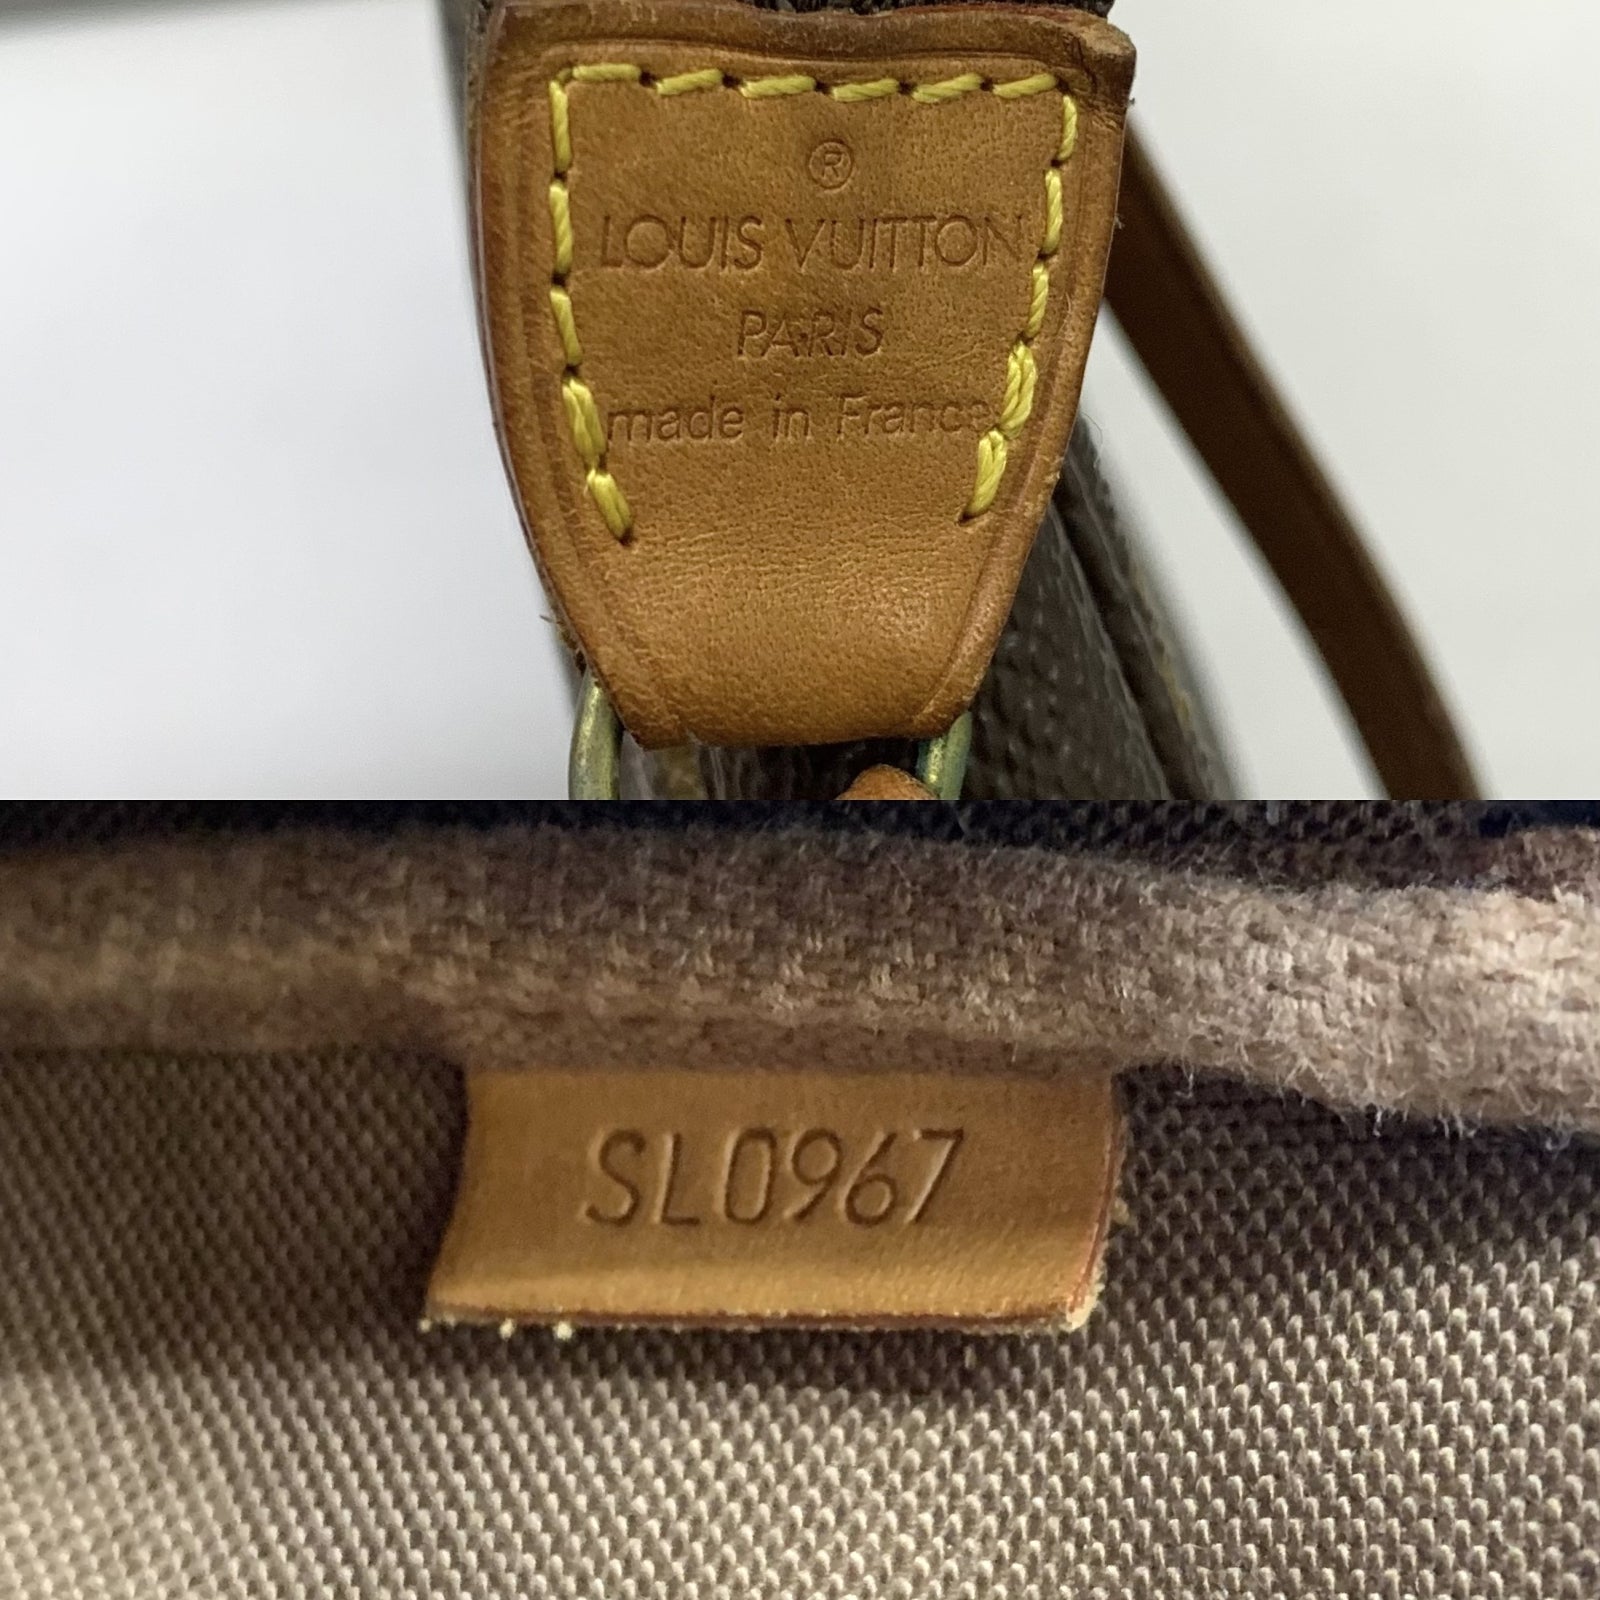 ®
LOUIS VUITTON
PARIS
made in France
SL0967